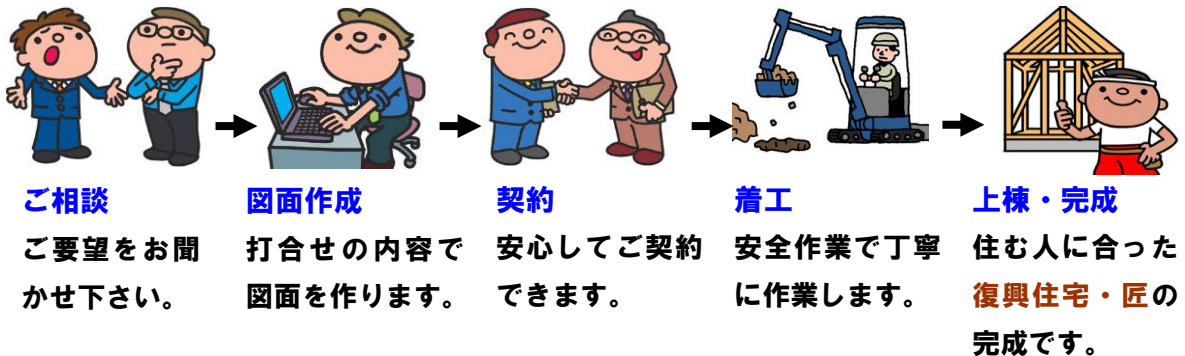 ご相談
ご要望をお聞
かせ下さい。
図面作成
打合せの内容で
図面を作ります。
契約
安心してご契約
できます。
着工
安全作業で丁寧
に作業します。
上棟・完成
住む人に合った
復興住宅・匠の
完成です。